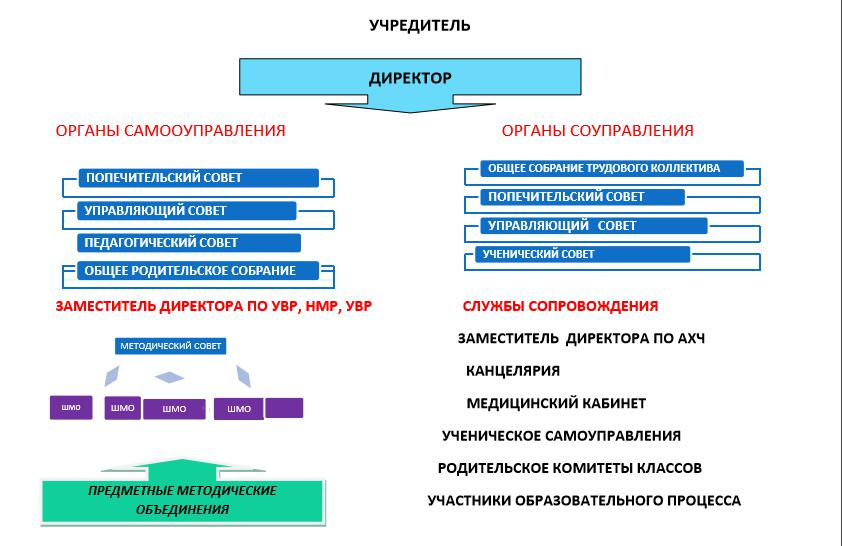 УЧРЕДИТЕЛЬ
ДИРЕКТОР
ОРГАНЫ САМООУПРАВЛЕНИЯ
ПОПЕЧИТЕЛЬСКИЙ СОВЕТ
УПРАВЛЯЮЩИЙ СОВЕТ
ПЕДАГОГИЧЕСКИЙ СОВЕТ
ОБЩЕЕ РОДИТЕЛЬСКОЕ СОБРАНИЕ
ЗАМЕСТИТЕЛЬ ДИРЕКТОРА ПО УВР, НМР, УВР
МЕТОДИЧЕСКИЙ СОВЕТ
ШМО ШМО ШМО ШМО
ПРЕДМЕТНЫЕ МЕТОДИЧЕСКИЕ
ОБЪЕДИНЕНИЯ
ОРГАНЫ СОУПРАВЛЕНИЯ
ОБЩЕЕ СОБРАНИЕ ТРУДОВОГО КОЛЛЕКТИВА
ПОПЕЧИТЕЛЬСКИЙ СОВЕТ
УПРАВЛЯЮЩИЙ СОВЕТ
УЧЕНИЧЕСКИЙ СОВЕТ
СЛУЖБЫ СОПРОВОЖДЕНИЯ
ЗАМЕСТИТЕЛЬ ДИРЕКТОРА ПО АХЧ
КАНЦЕЛЯРИЯ
МЕДИЦИНСКИЙ КАБИНЕТ
УЧЕНИЧЕСКОЕ САМОУПРАВЛЕНИЯ
РОДИТЕЛЬСКОЕ КОМИТЕТЫ КЛАССОВ
УЧАСТНИКИ ОБРАЗОВАТЕЛЬНОГО ПРОЦЕССА